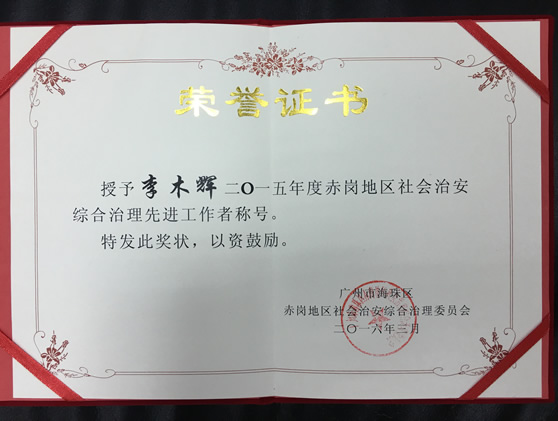 荣誉证书
授予李木辉二〇一五年度赤岗地区社会治安
综合治理先进工作者称号。
特发此奖状，以资鼓励。
广州市海珠区
赤岗地区社会治安综合治理委员会
二〇一六年三月